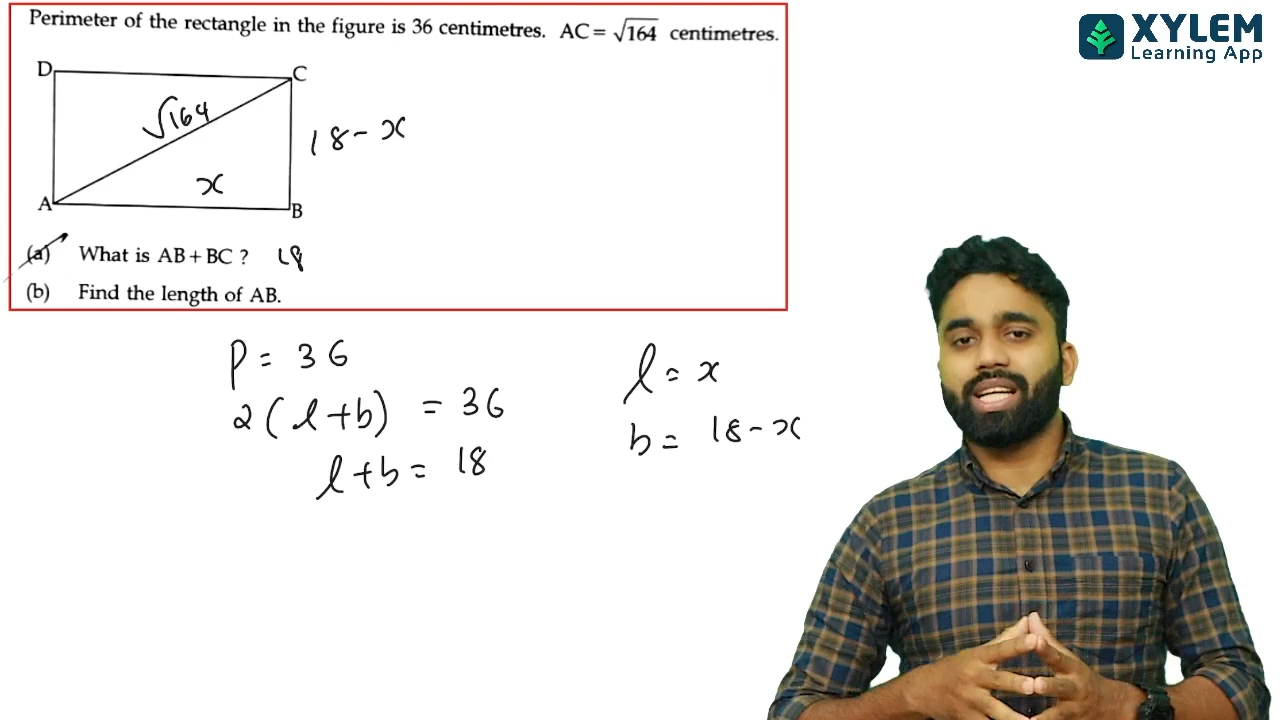 Perimeter of the rectangle in the figure is 36 centimetres. AC = √164 centimetres.
XYLEM
Learning App
D
C
√164
18 - x
x
A
B
(a) What is AB + BC ? 18
(b) Find the length of AB.
P = 36
2 ( l + b ) = 36
l + b = 18
l = x
b = 18 - x